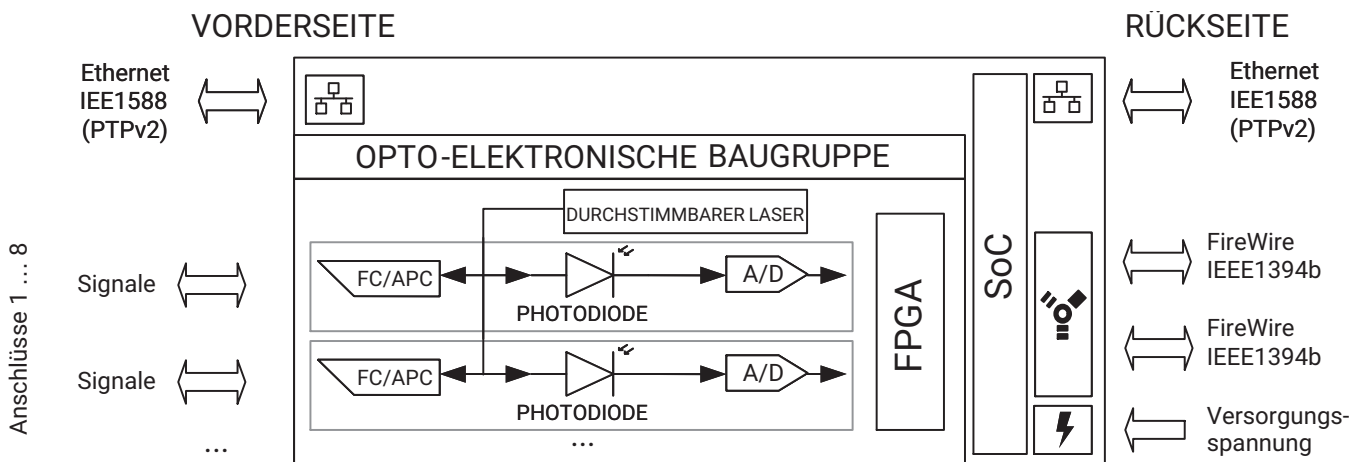 VORDERSEITE
RÜCKSEITE
Ethernet
IEE1588
(PTPv2)
Ethernet
IEE1588
(PTPv2)
OPTO-ELEKTRONISCHE BAUGRUPPE
DURCHSTIMMBARER LASER
Anschlüsse 1 ... 8
Signale
FC/APC
A/D
PHOTODIODE
Signale
FC/APC
A/D
PHOTODIODE
...
...
FPGA
SoC
FireWire
IEEE1394b
FireWire
IEEE1394b
Versorgungs-
spannung